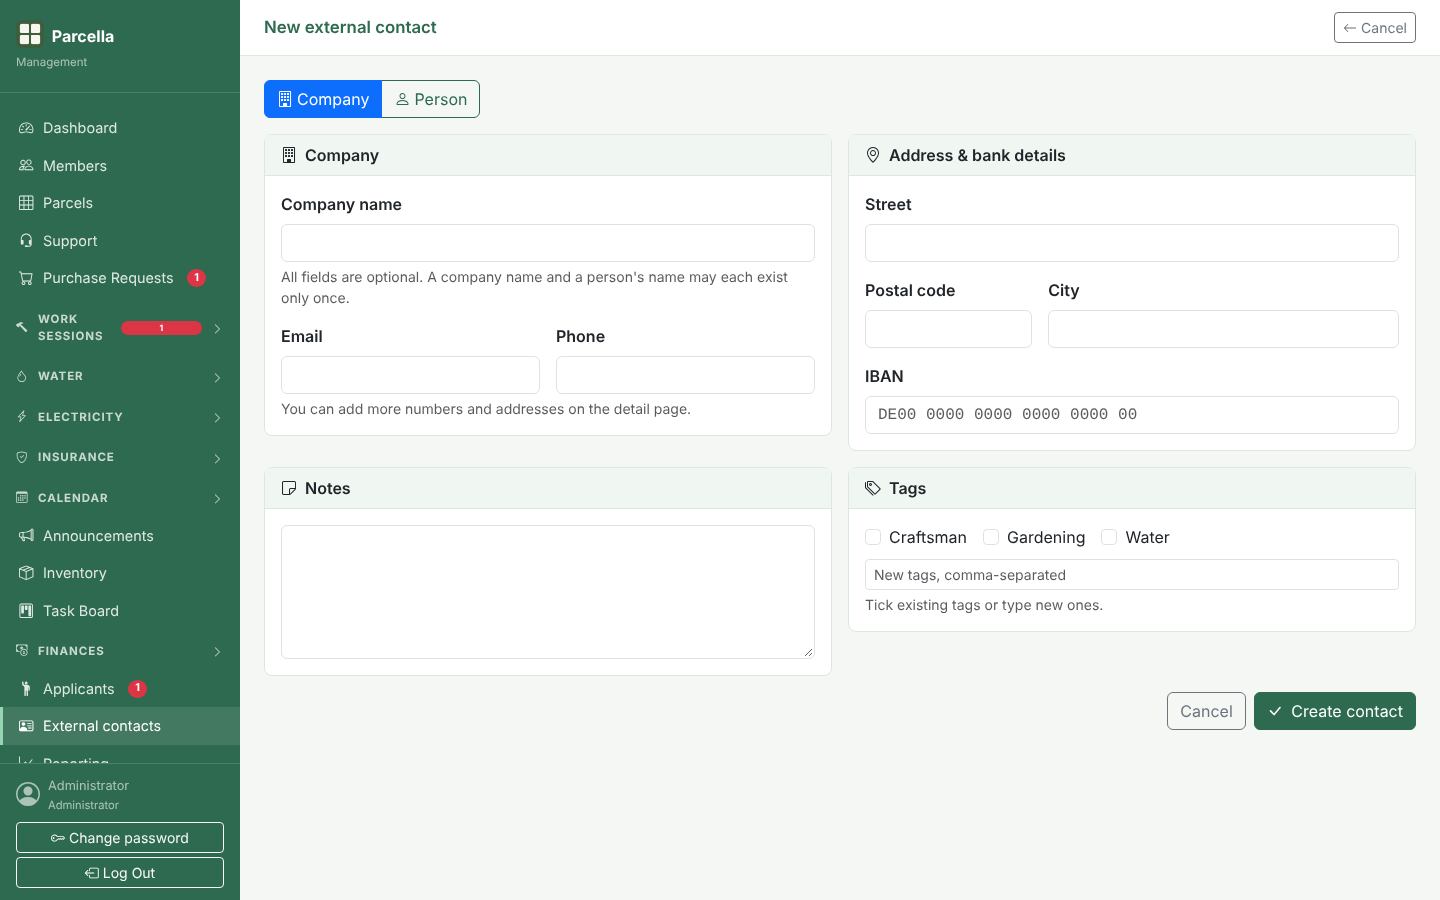 Parcella
Management
Dashboard
Members
Parcels
Support
Purchase Requests 1
WORK SESSIONS 1
WATER
ELECTRICITY
INSURANCE
CALENDAR
Announcements
Inventory
Task Board
FINANCES
Applicants 1
External contacts
Reporting
Administrator
Administrator
Change password
Log Out
New external contact
← Cancel
Company
Person
Company
Company name
All fields are optional. A company name and a person's name may each exist
only once.
Email Phone
You can add more numbers and addresses on the detail page.
Address & bank details
Street
Postal code City
IBAN
DE00 0000 0000 0000 0000 00
Notes
Tags
Craftsman Gardening Water
New tags, comma-separated
Tick existing tags or type new ones.
Cancel
Create contact